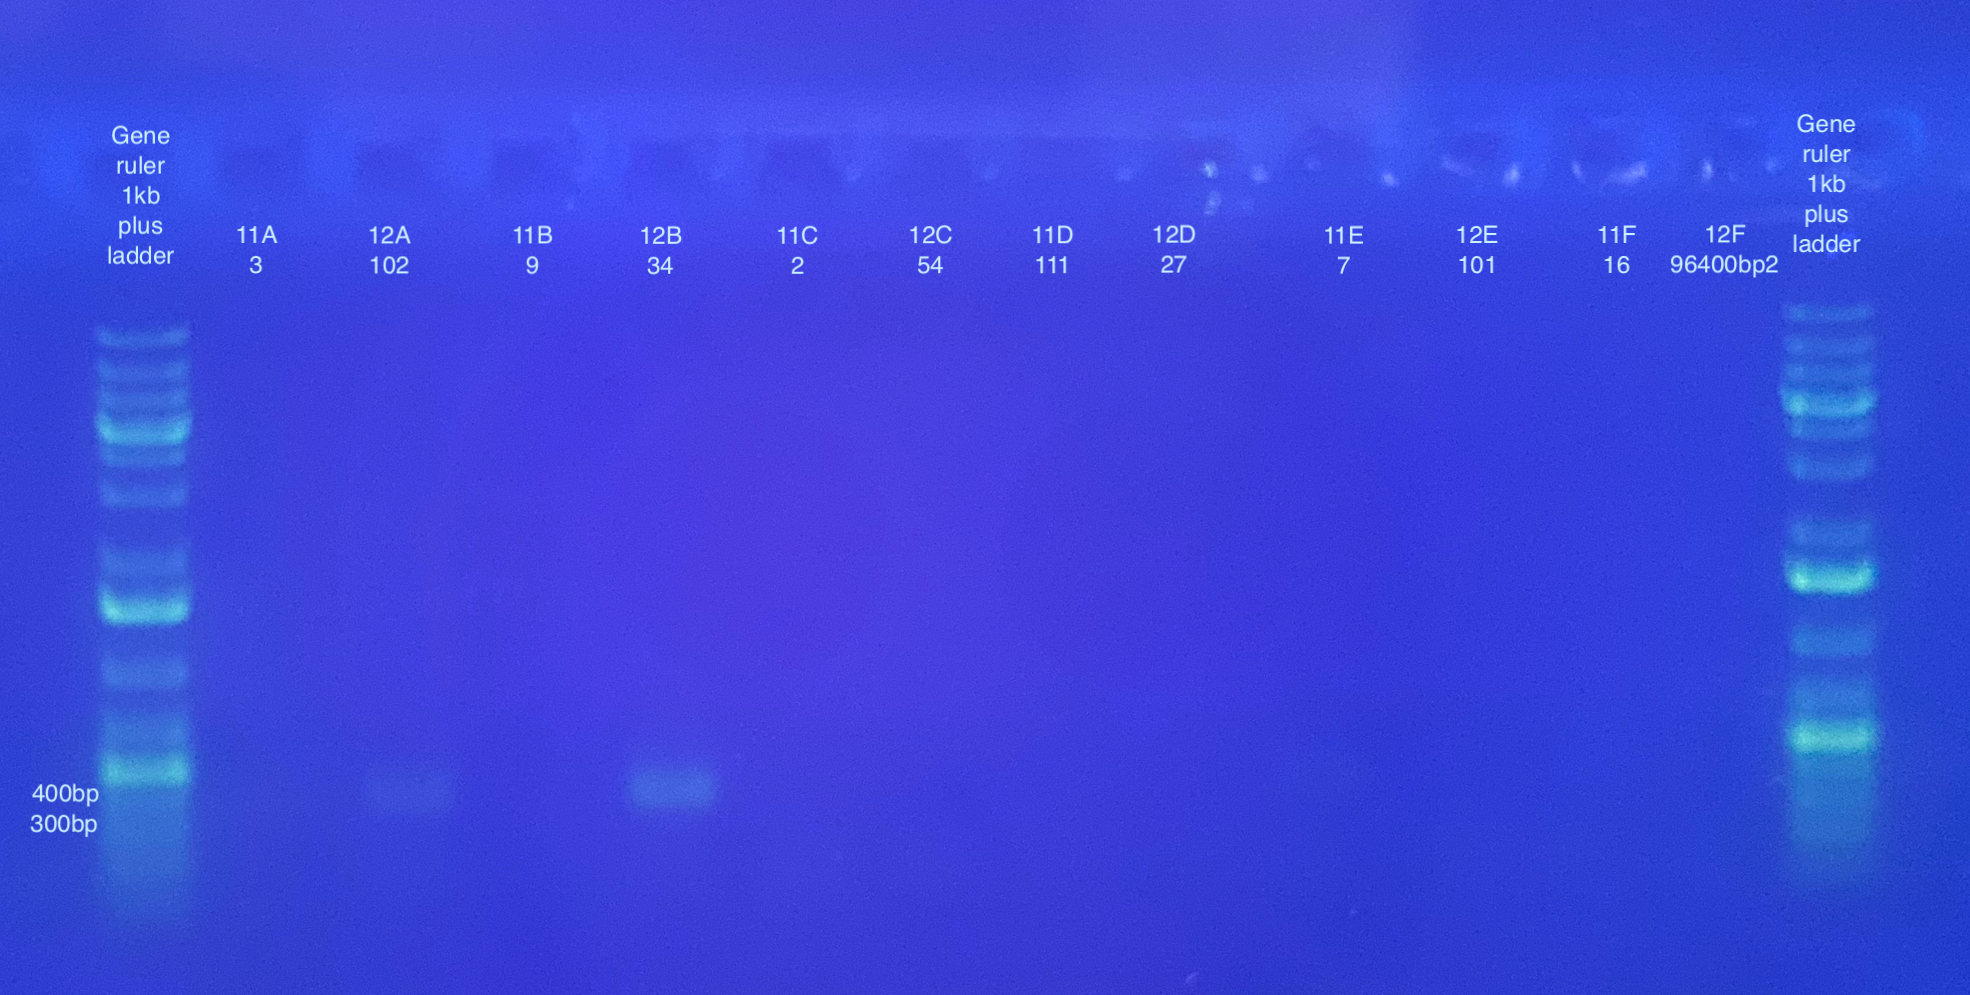 Gene
ruler
1kb
plus
ladder
11A
3
12A
102
11B
9
12B
34
11C
2
12C
54
11D
111
12D
27
11E
7
12E
101
11F
16
12F
96400bp2
Gene
ruler
1kb
plus
ladder
400bp
300bp